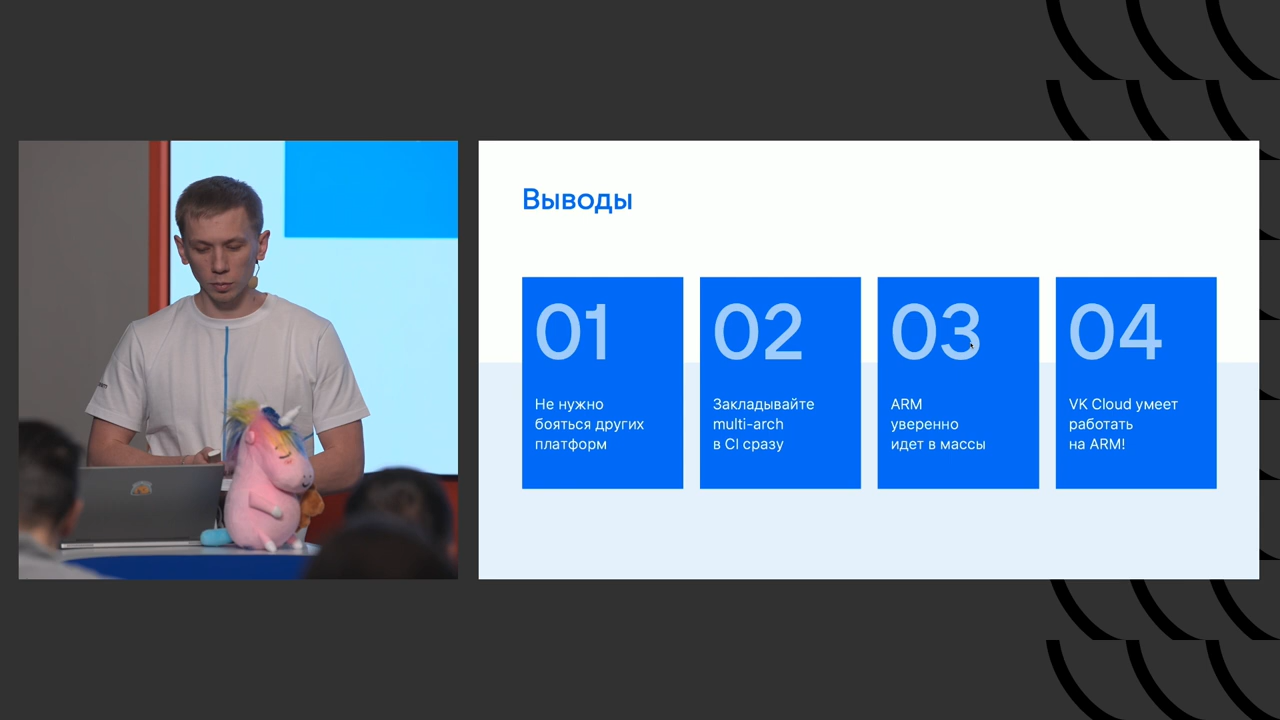 Выводы
01
Не нужно
бояться других
платформ
02
Закладывайте
multi-arch
в CI сразу
03
ARM
уверенно
идет в массы
04
VK Cloud умеет
работать
на ARM!